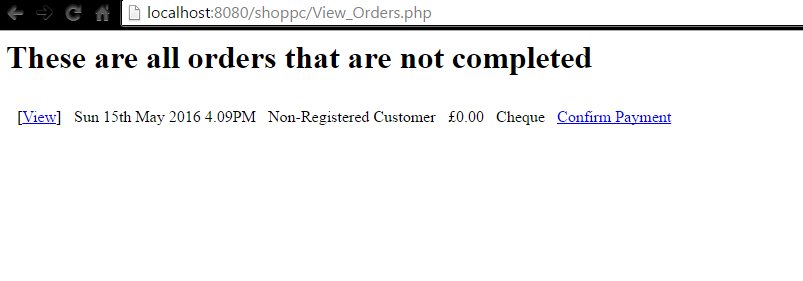 localhost:8080/shoppc/View_Orders.php
These are all orders that are not completed
[View] Sun 15th May 2016 4.09PM Non-Registered Customer £0.00 Cheque Confirm Payment